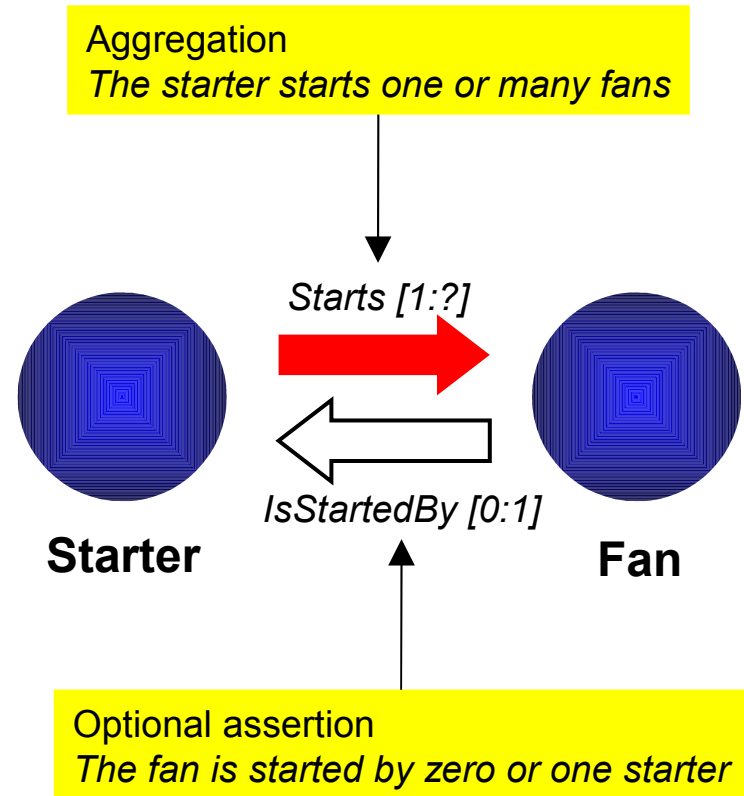 Aggregation
The starter starts one or many fans
Starts [1:?]
IsStartedBy [0:1]
Starter
Fan
Optional assertion
The fan is started by zero or one starter